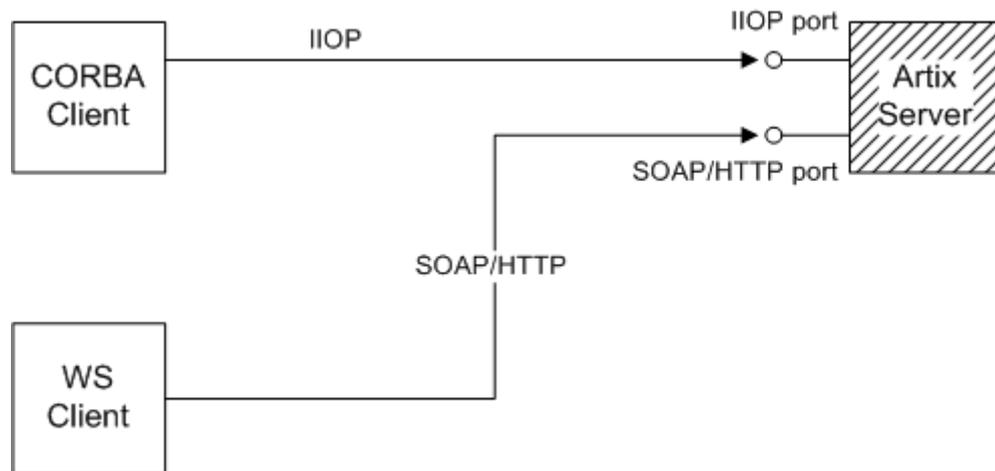 IIOP port
IIOP
CORBA
Client
Artix
Server
SOAP/HTTP port
SOAP/HTTP
WS
Client